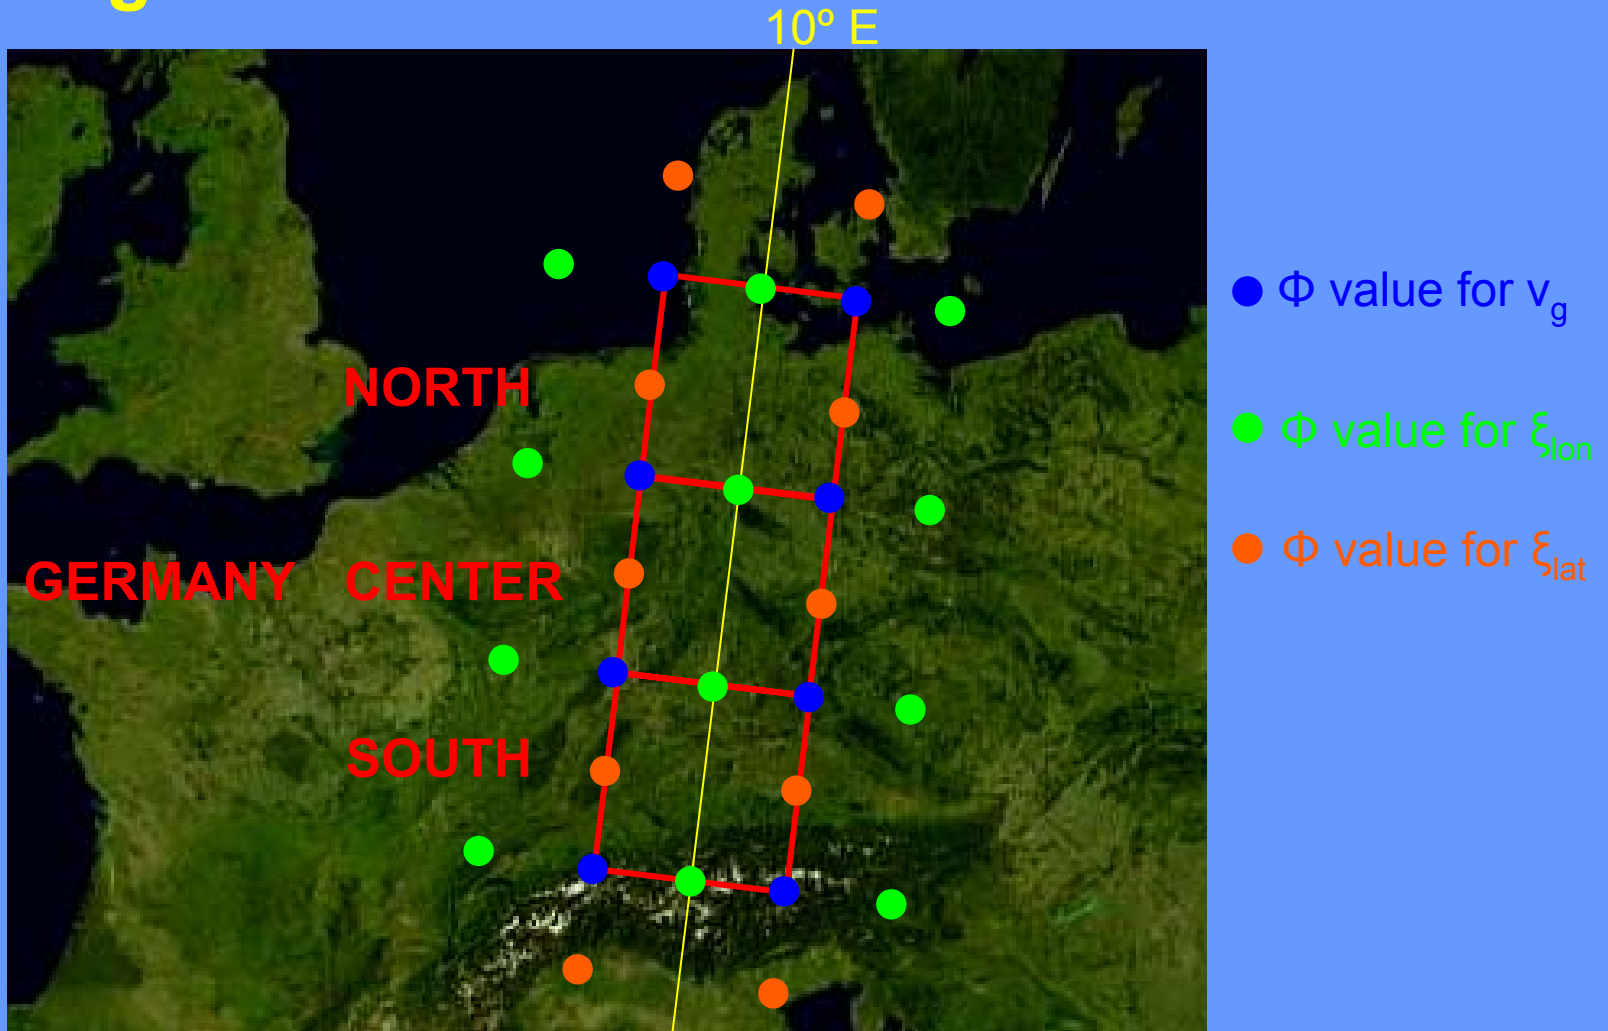 10º E
NORTH
GERMANY CENTER
SOUTH
Φ value for vg
Φ value for ξlon
Φ value for ξlat